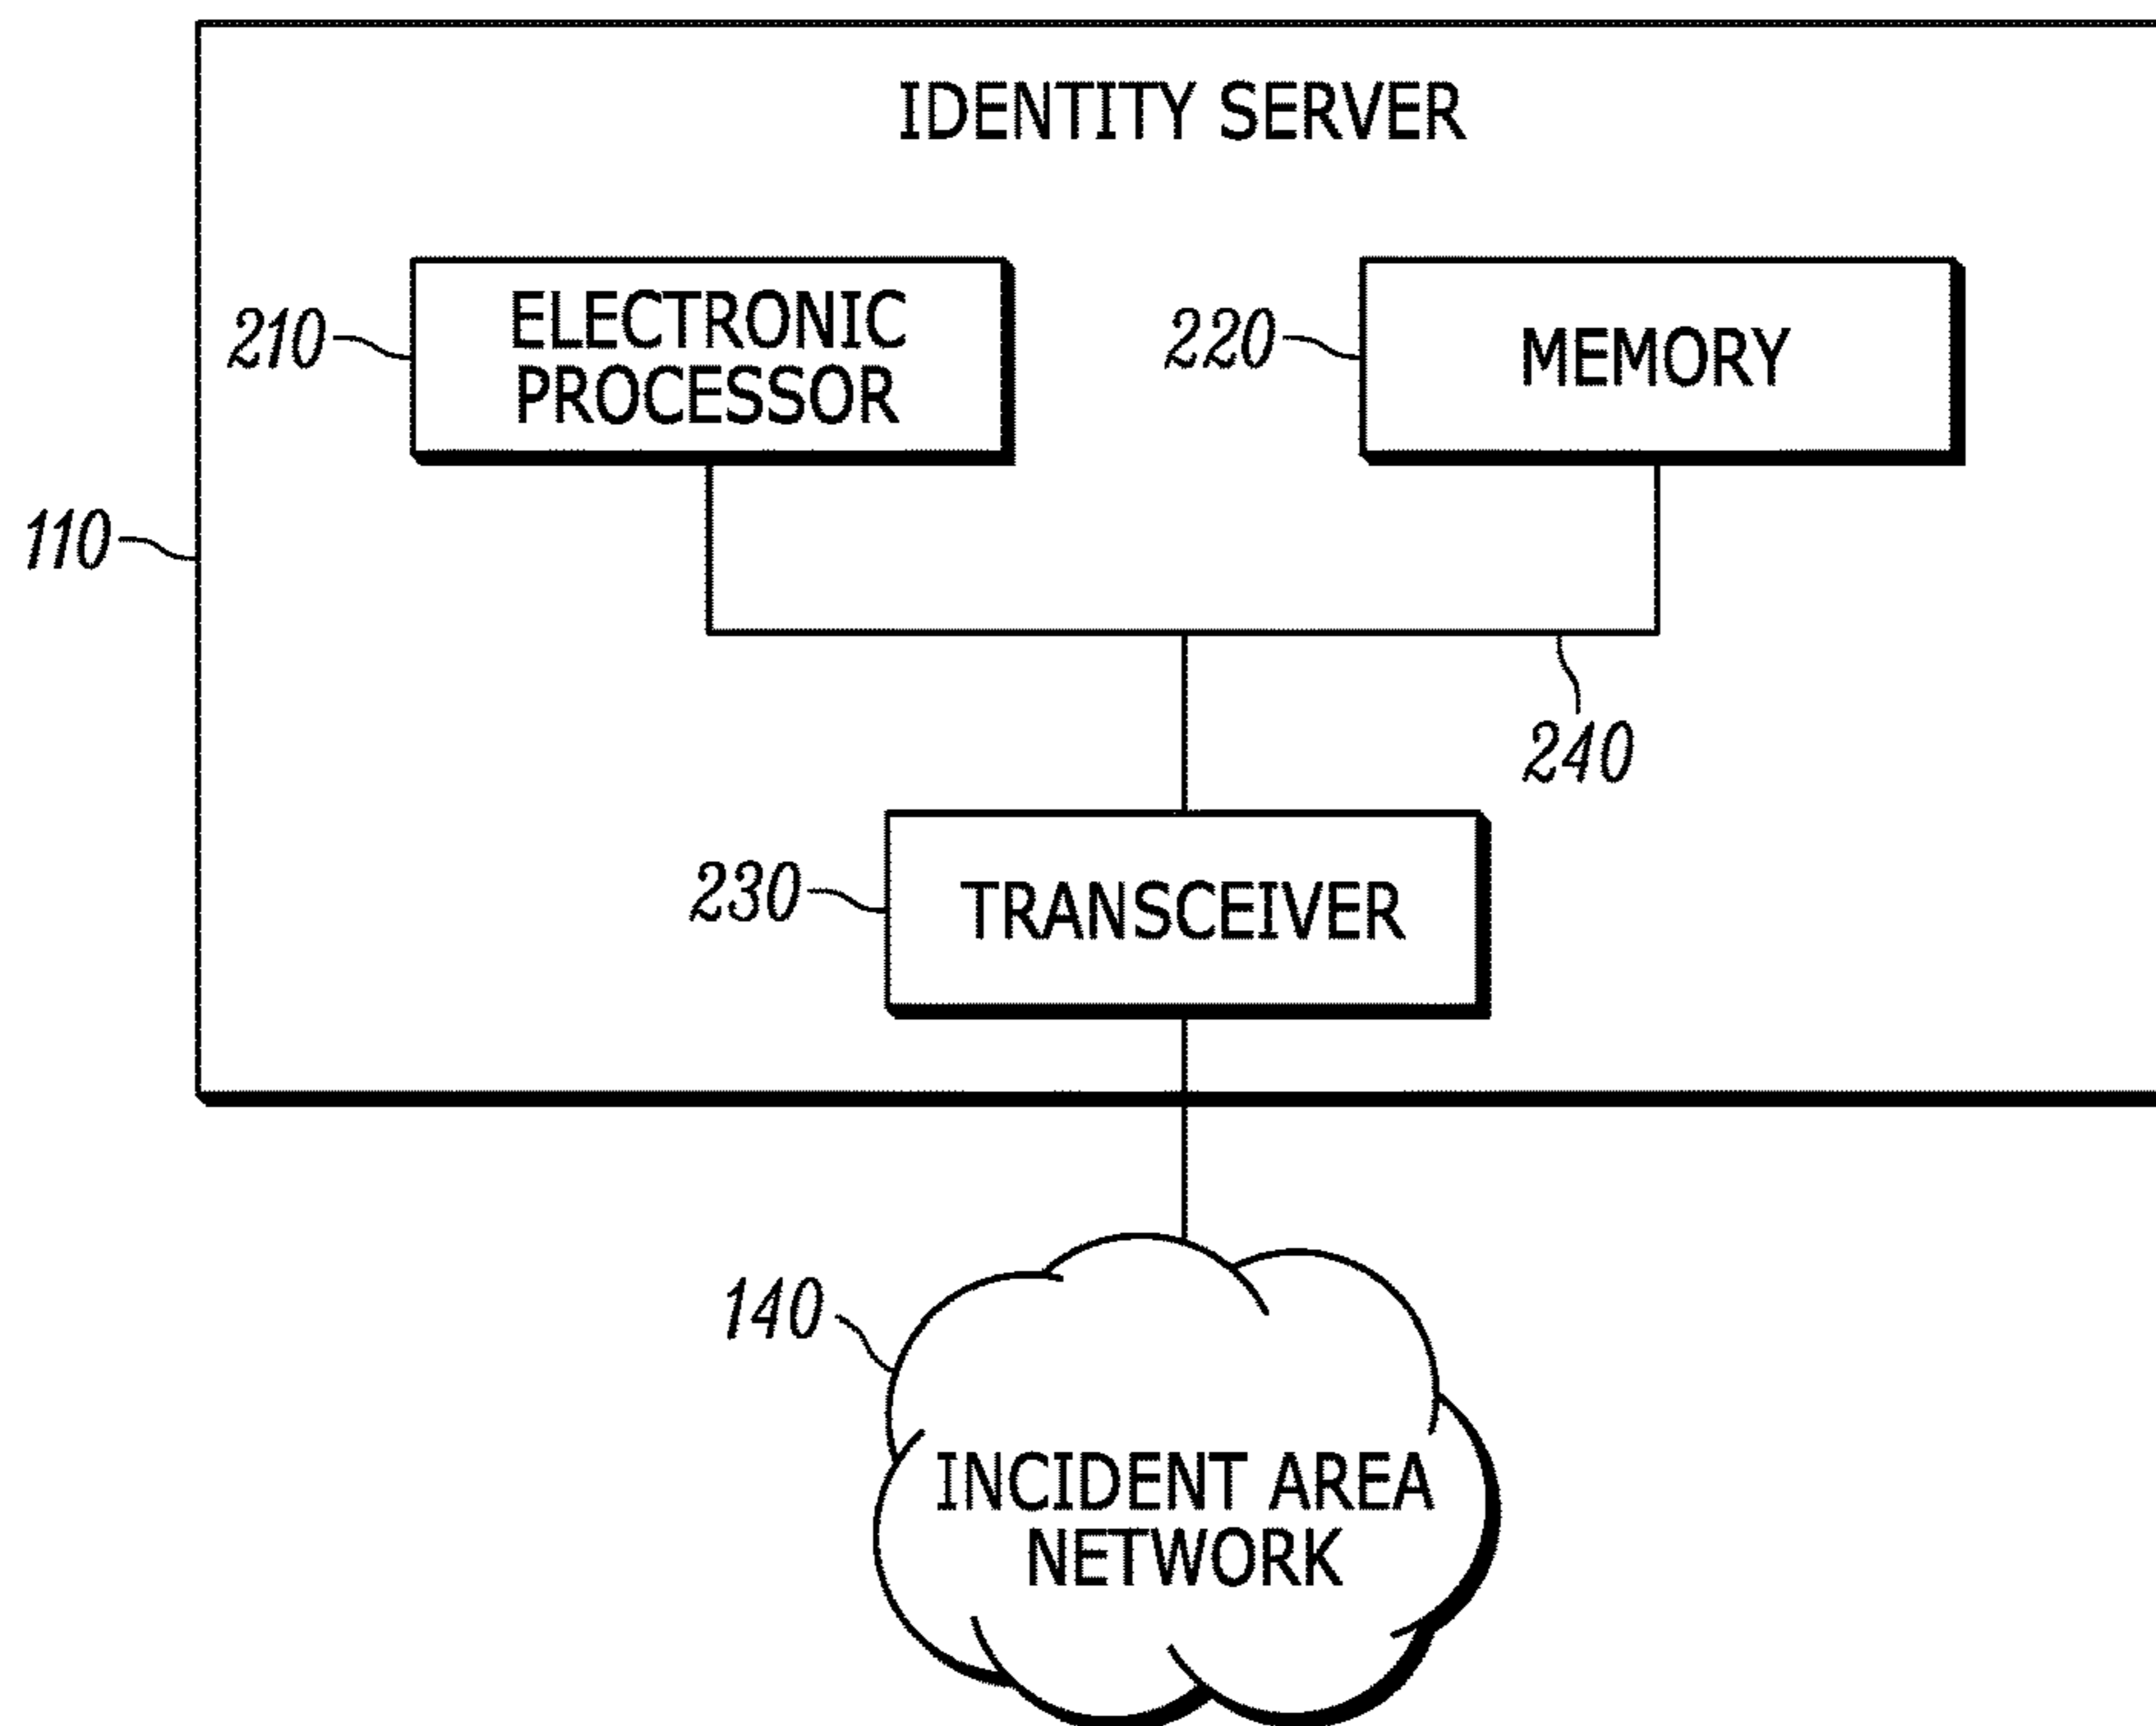 IDENTITY SERVER
210
ELECTRONIC
PROCESSOR
220
MEMORY
110
240
230
TRANSCEIVER
140
INCIDENT AREA
NETWORK